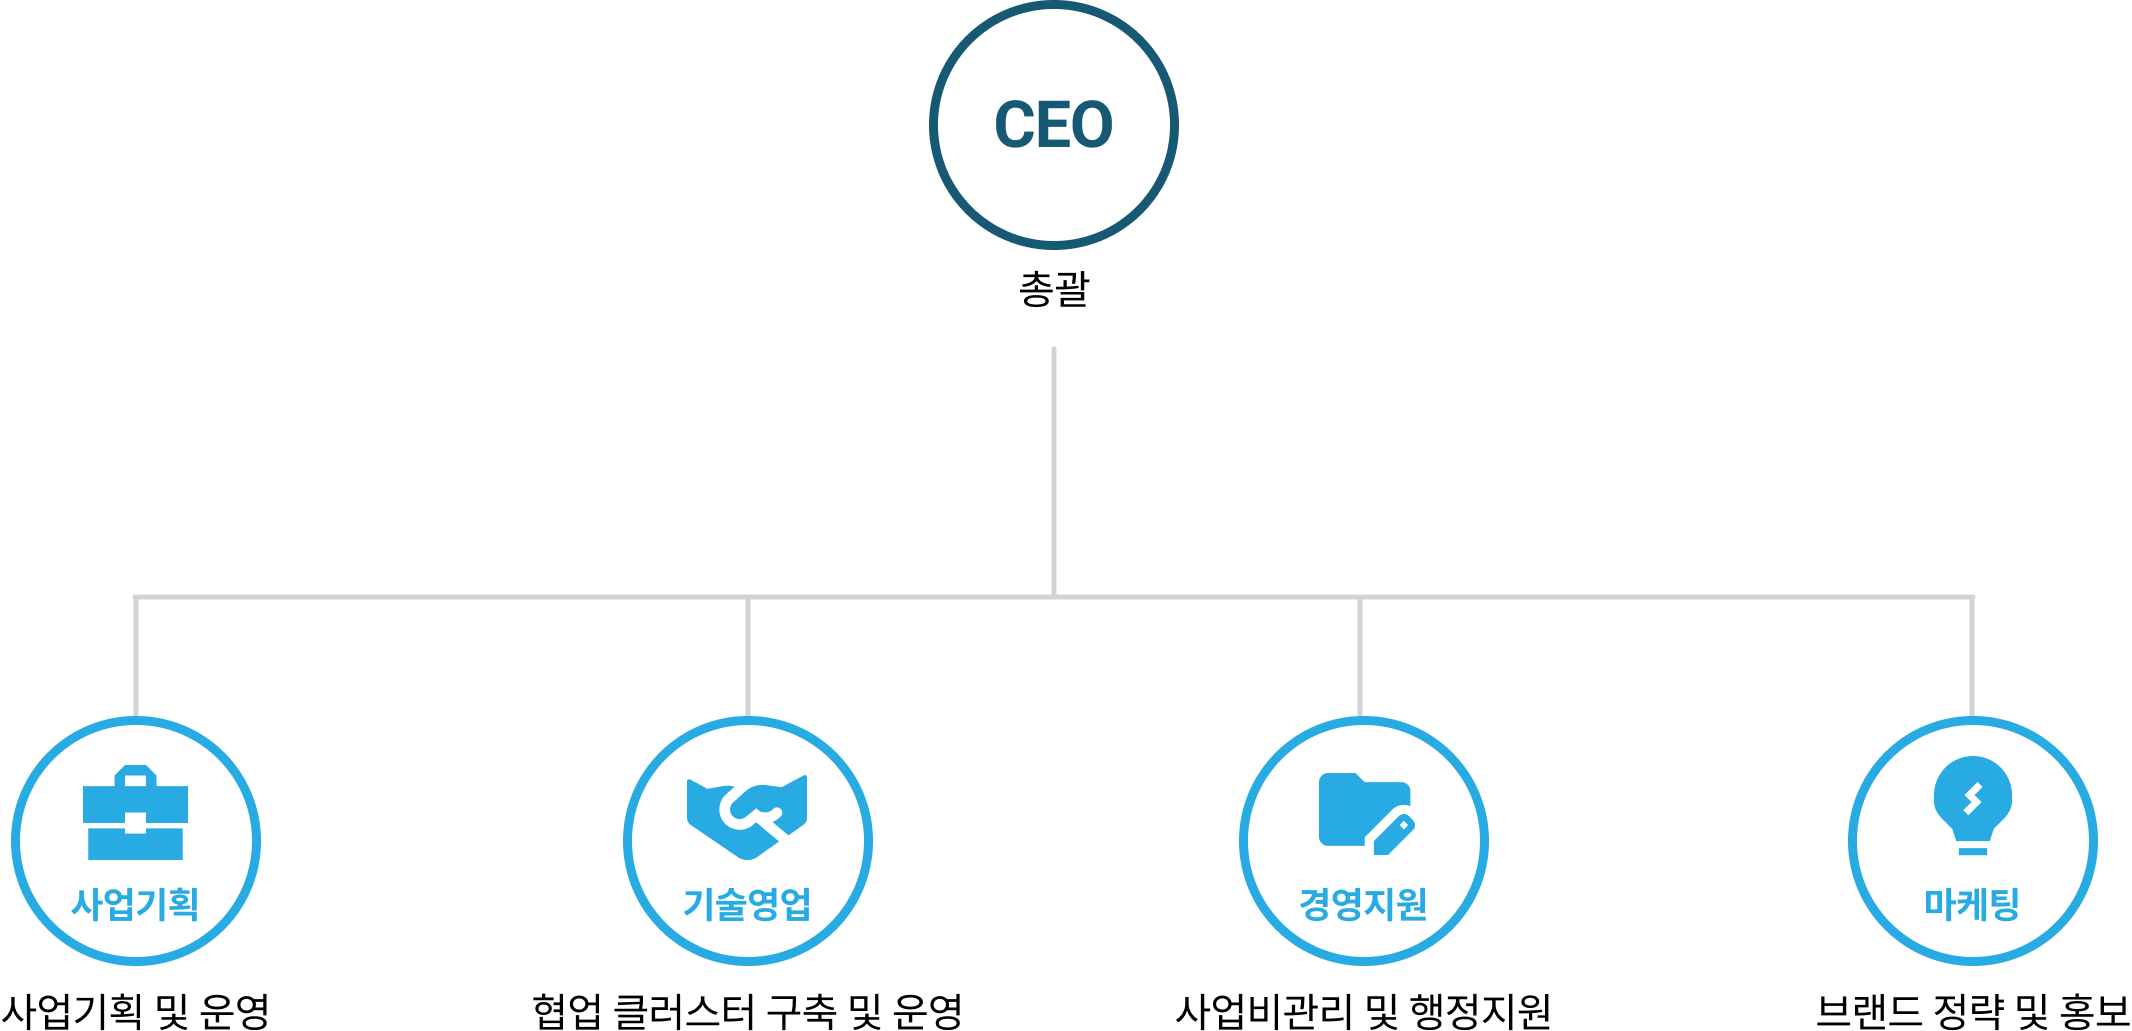 CEO
총괄
사업기획
기술영업
경영지원
마케팅
사업기획 및 운영
협업 클러스터 구축 및 운영
사업비관리 및 행정지원
브랜드 정략 및 홍보